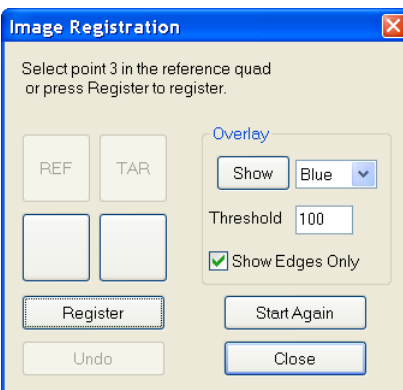 Image Registration
Select point 3 in the reference quad
or press Register to register.
REF TAR
Overlay
Show Blue
Threshold 100
Show Edges Only
Register Start Again
Undo Close